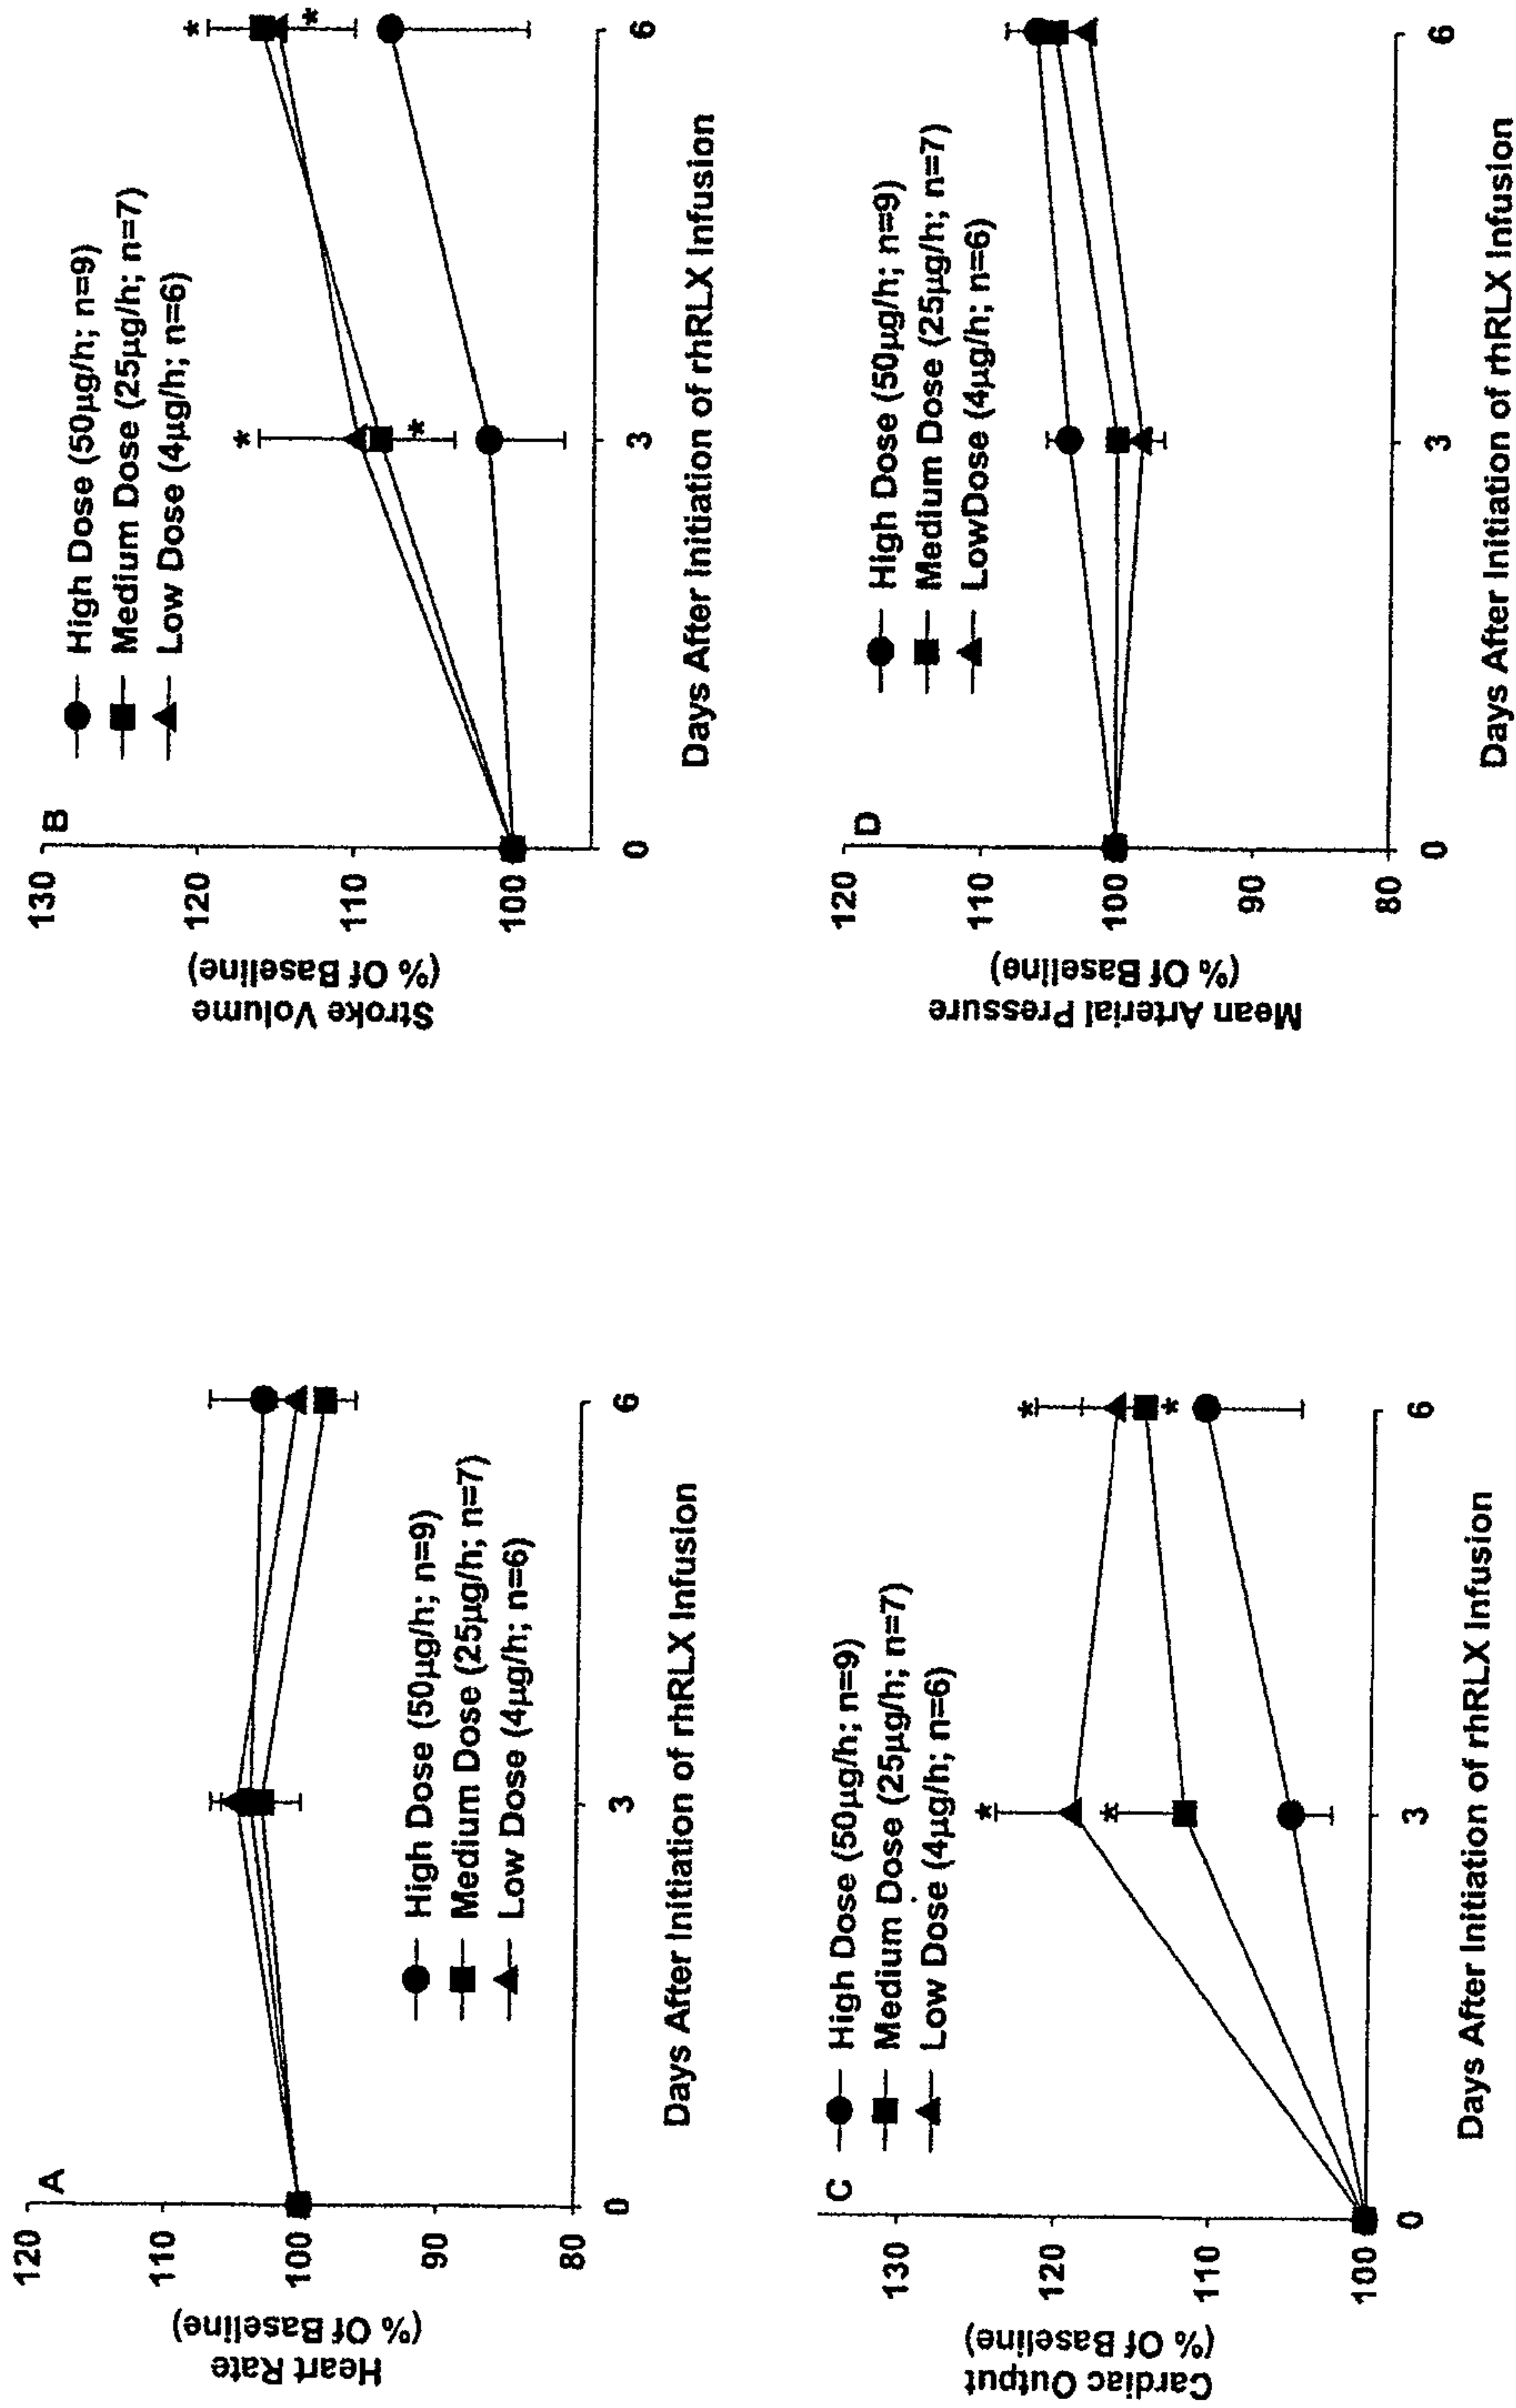 A
120
110
100
90
80
Heart Rate
(% Of Baseline)
High Dose (50µg/h; n=9)
Medium Dose (25µg/h; n=7)
Low Dose (4µg/h; n=6)
0
3
6
Days After Initiation of rhRLX Infusion
B
130
120
110
100
Stroke Volume
(% Of Baseline)
High Dose (50µg/h; n=9)
Medium Dose (25µg/h; n=7)
Low Dose (4µg/h; n=6)
*
*
*
*
0
3
6
Days After Initiation of rhRLX Infusion
C
130
120
110
100
Cardiac Output
(% Of Baseline)
High Dose (50µg/h; n=9)
Medium Dose (25µg/h; n=7)
Low Dose (4µg/h; n=6)
*
*
*
*
0
3
6
Days After Initiation of rhRLX Infusion
D
120
110
100
90
80
Mean Arterial Pressure
(% Of Baseline)
High Dose (50µg/h; n=9)
Medium Dose (25µg/h; n=7)
LowDose (4µg/h; n=6)
0
3
6
Days After Initiation of rhRLX Infusion